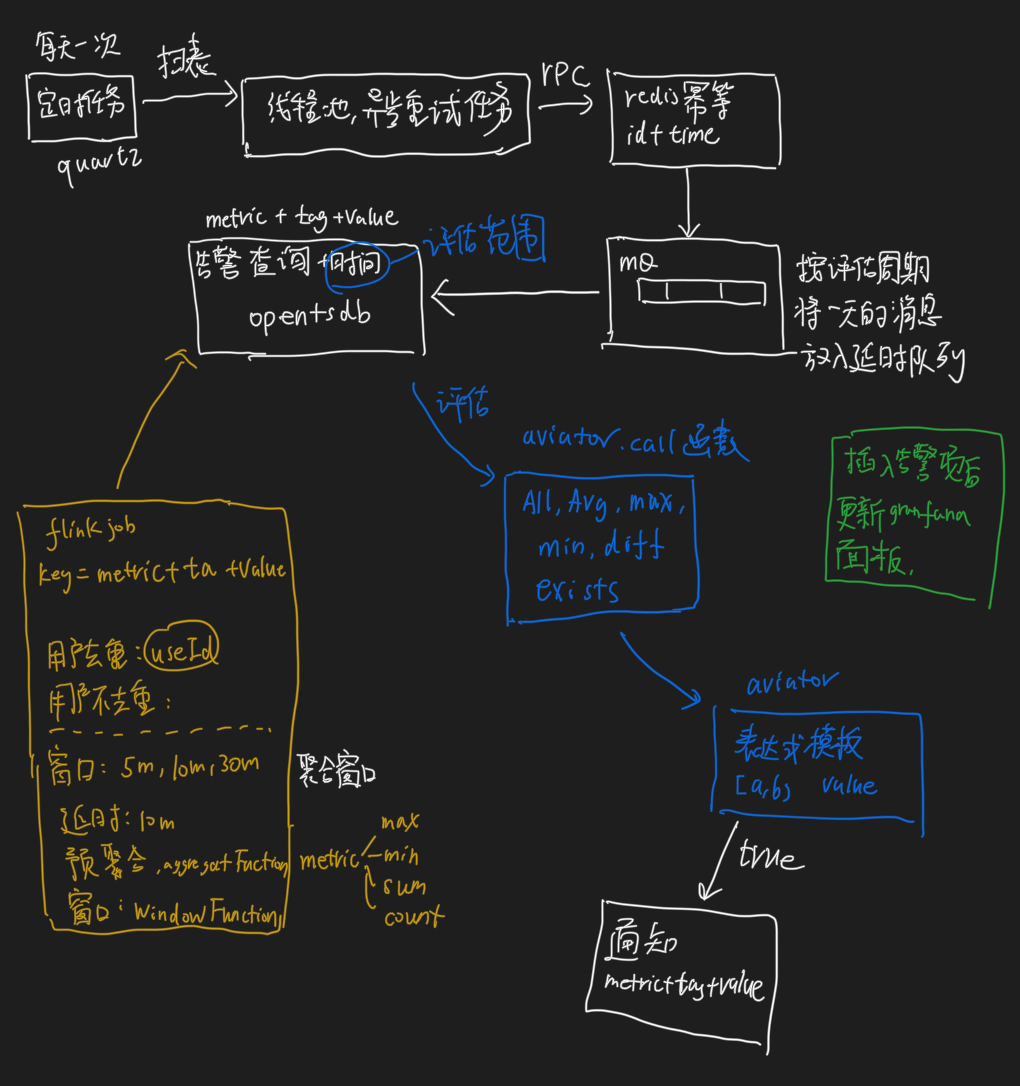 每天一次
定时任务
quartz
扫表
线程池,异常重试任务
rpc
redis幂等
id+time
mQ
按评估周期
将一天的消息
放入延时队列
metric + tag+value
告警查询+时间
opentsdb
评估范围
评估
aviator.call函数
All, Avg, max,
min, diff
exists
插入告警项后
更新granfana
面板.
flink job
key=metric+ta +Value
用户去重:useId
用户不去重:
窗口: 5m, 10m, 30m
延时: 10m
预聚合.aggregatFuction
窗口: WindowFunction
聚合窗口
metric
max
min
sum
count
aviator
表达式模板
[a,b) value
true
通知
metric+tag+value